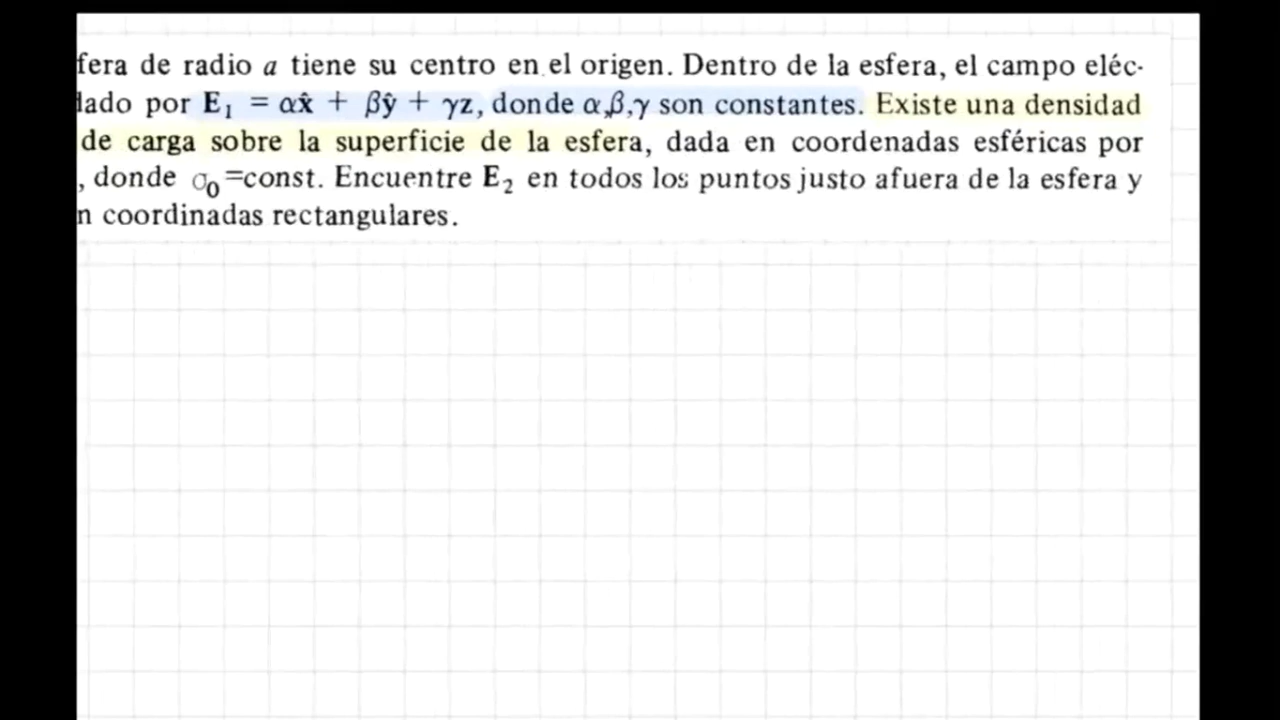 fera de radio a tiene su centro en el origen. Dentro de la esfera, el campo eléc-
lado por E₁ = αx̂ + βŷ + γz, donde α,β,γ son constantes. Existe una densidad
de carga sobre la superficie de la esfera, dada en coordenadas esféricas por
, donde σ₀=const. Encuentre E₂ en todos los puntos justo afuera de la esfera y
n coordinadas rectangulares.